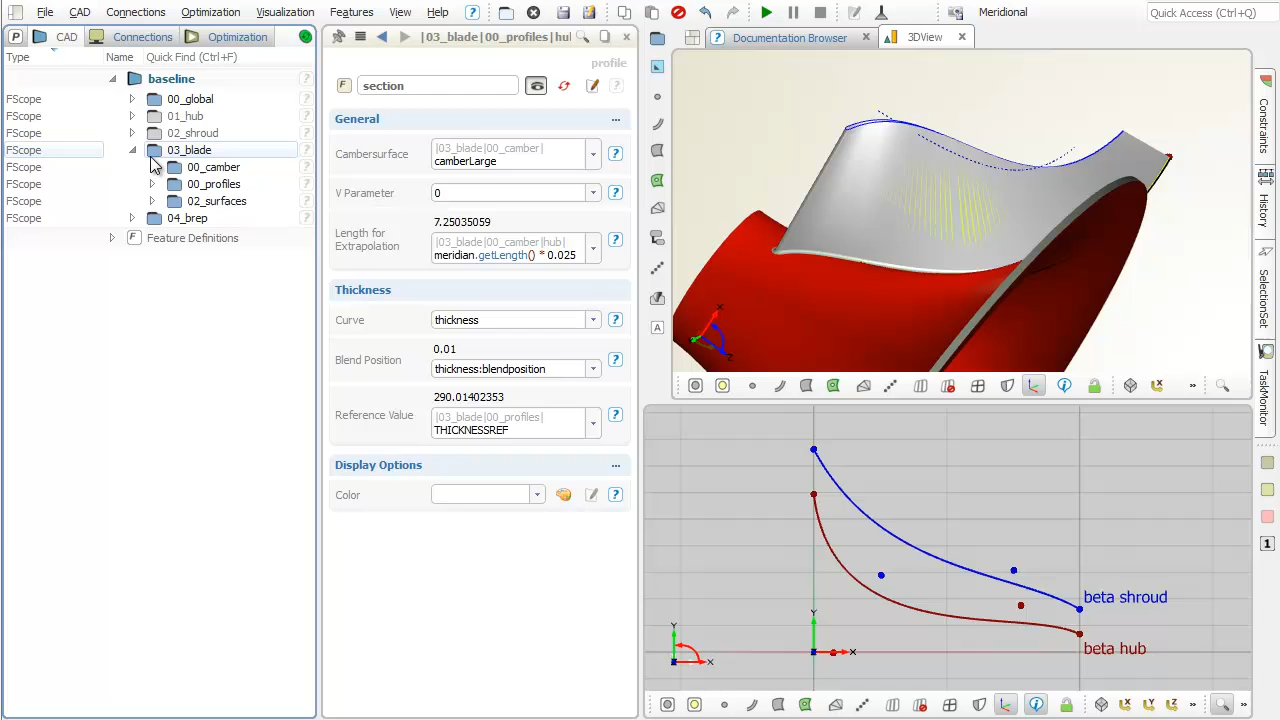 File CAD Connections Optimization Visualization Features View Help ? Meridional Quick Access (Ctrl+Q)
P CAD Connections Optimization
Type Name Quick Find (Ctrl+F)
baseline ?
FScope 00_global ?
FScope 01_hub ?
FScope 02_shroud ?
FScope 03_blade ?
FScope 00_camber ?
FScope 00_profiles ?
FScope 02_surfaces ?
FScope 04_brep ?
F Feature Definitions ?
|03_blade|00_profiles|hul
profile
F section ?
General ...
Cambersurface |03_blade|00_camber| ?
camberLarge
V Parameter 0 ?
7.25035059
Length for Extrapolation |03_blade|00_camber|hub| ?
meridian.getLength() * 0.025
Thickness
Curve thickness ?
0.01
Blend Position thickness:blendposition ?
290.01402353
Reference Value |03_blade|00_profiles| ?
THICKNESSREF
Display Options ...
Color ?
? Documentation Browser 3DView
X
Z
A
X
Y
beta shroud
beta hub
Y
X
Y
X
X Y Z
Constraints
History
SelectionSet
TaskMonitor
1